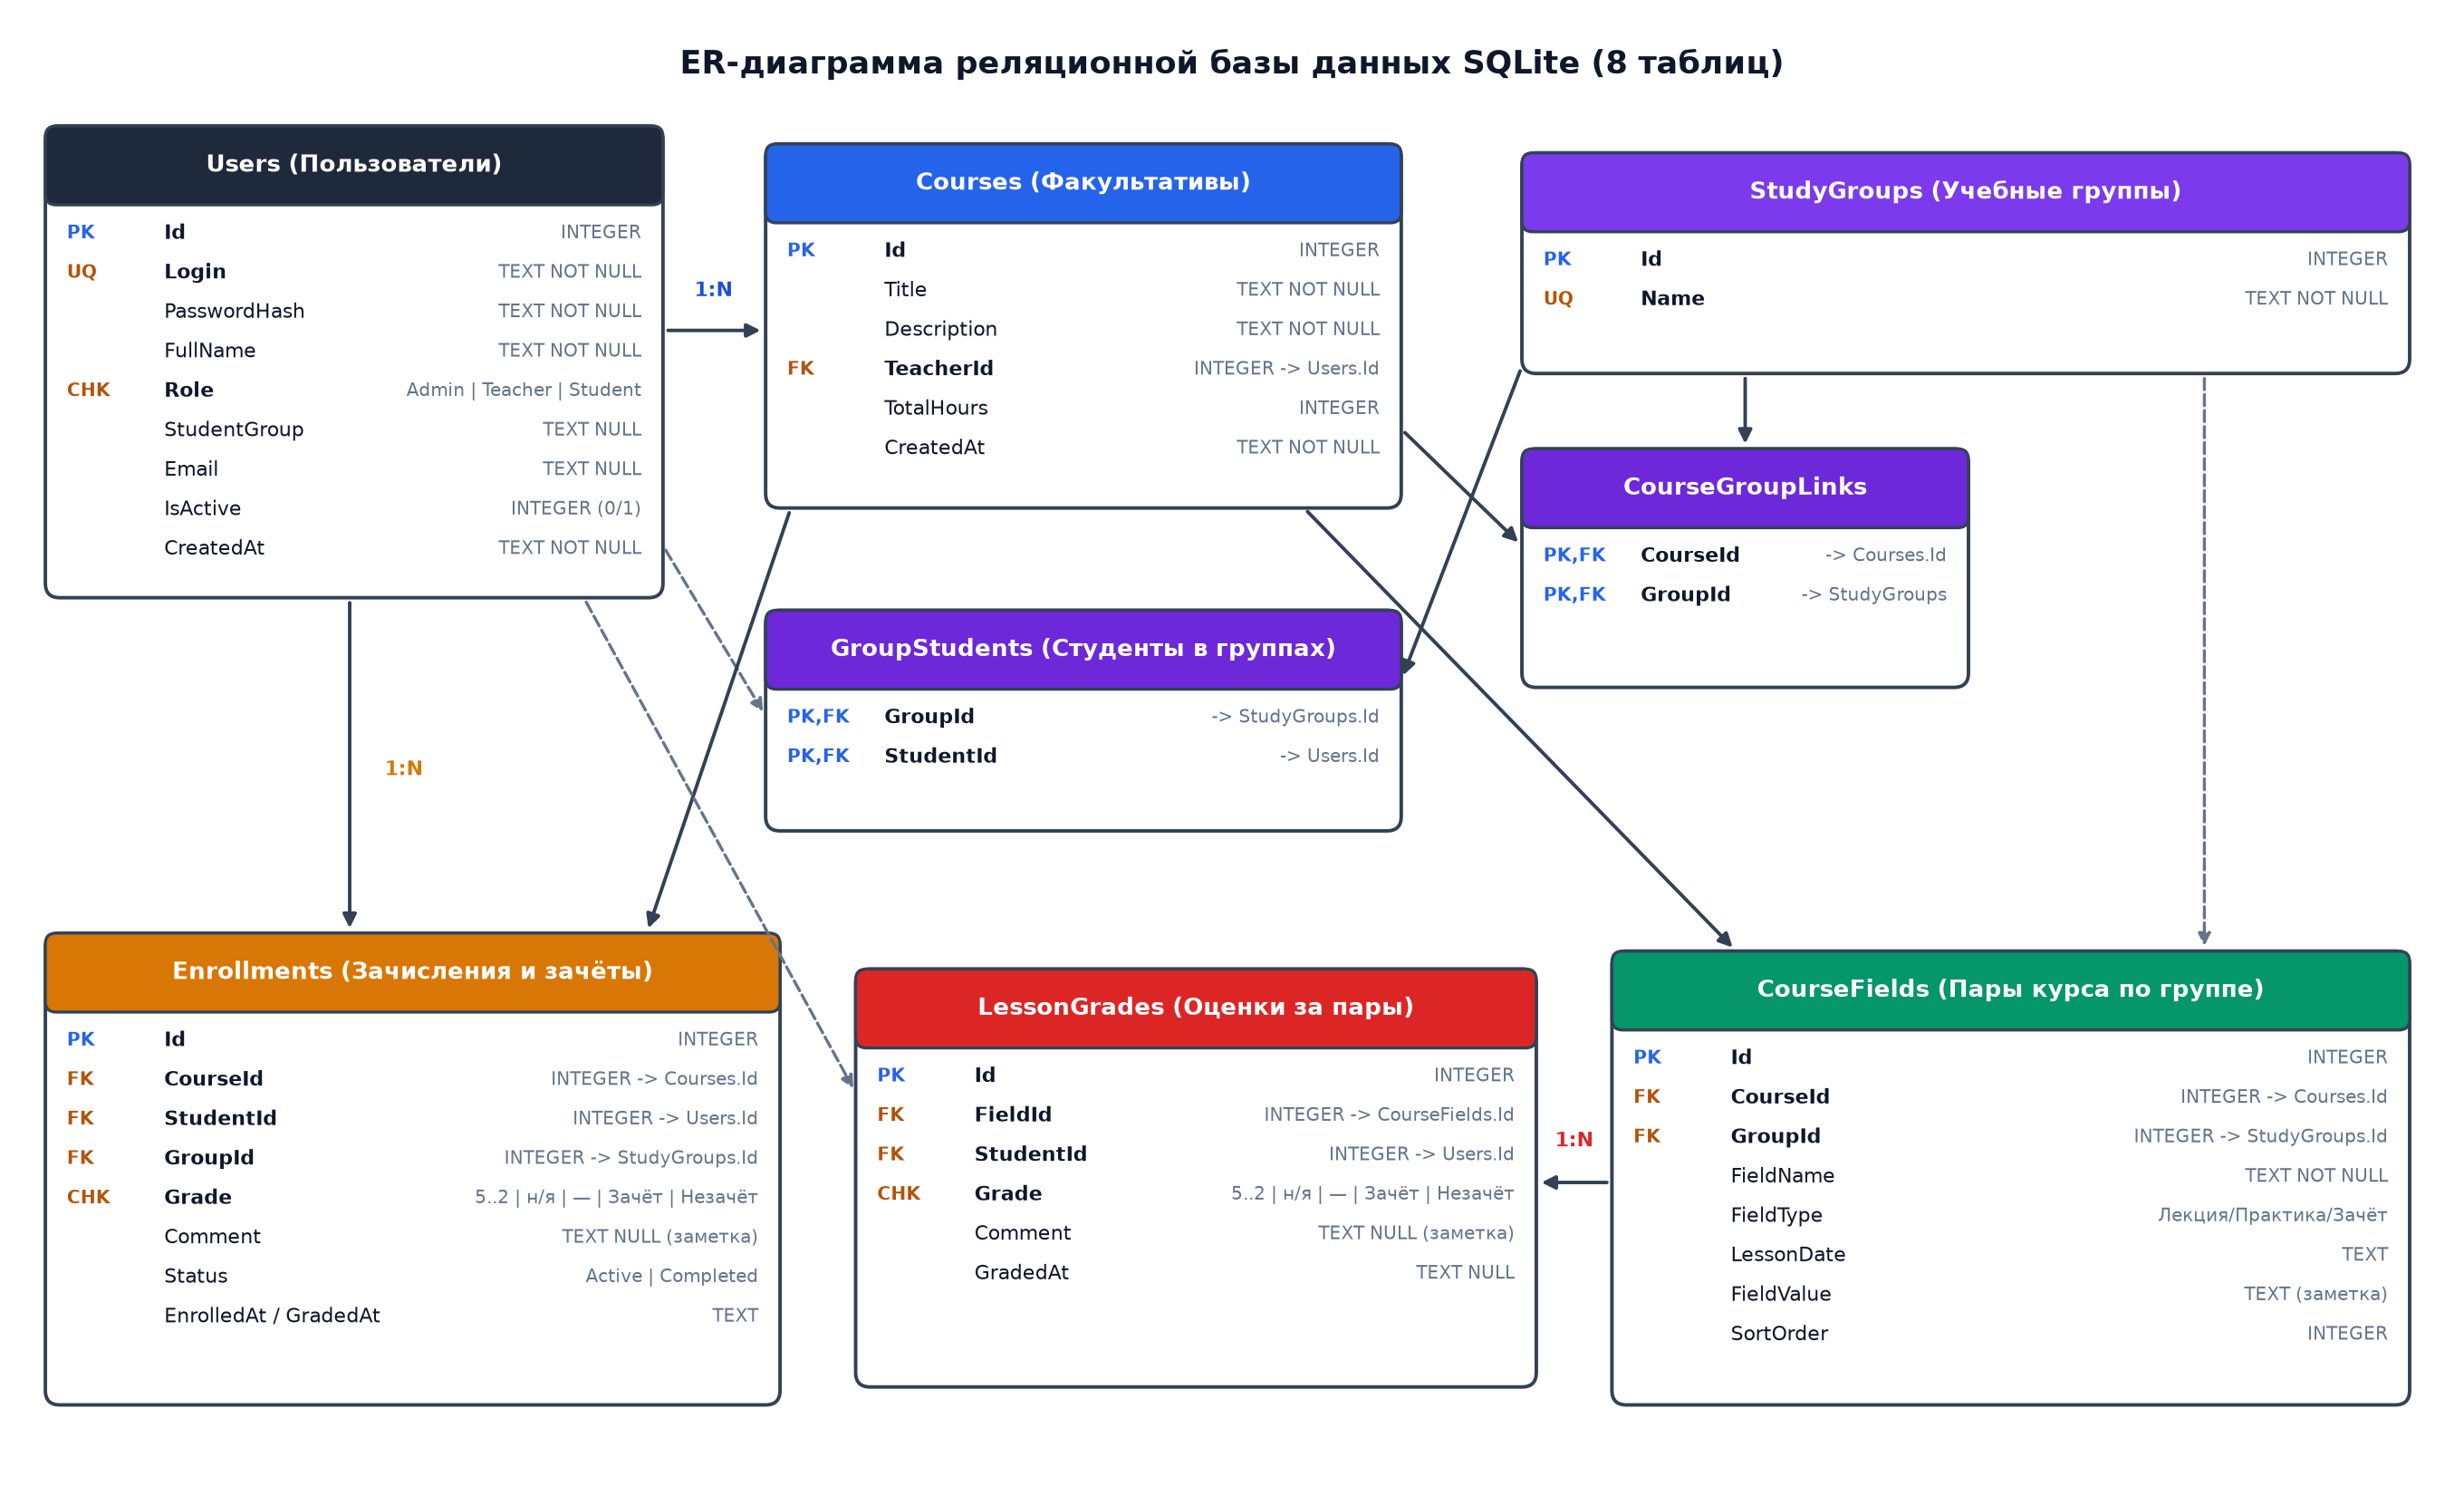 ER-диаграмма реляционной базы данных SQLite (8 таблиц)
Users (Пользователи)
PK Id INTEGER
UQ Login TEXT NOT NULL
PasswordHash TEXT NOT NULL
FullName TEXT NOT NULL
CHK Role Admin | Teacher | Student
StudentGroup TEXT NULL
Email TEXT NULL
IsActive INTEGER (0/1)
CreatedAt TEXT NOT NULL
1:N
Courses (Факультативы)
PK Id INTEGER
Title TEXT NOT NULL
Description TEXT NOT NULL
FK TeacherId INTEGER -> Users.Id
TotalHours INTEGER
CreatedAt TEXT NOT NULL
StudyGroups (Учебные группы)
PK Id INTEGER
UQ Name TEXT NOT NULL
CourseGroupLinks
PK,FK CourseId -> Courses.Id
PK,FK GroupId -> StudyGroups
GroupStudents (Студенты в группах)
PK,FK GroupId -> StudyGroups.Id
PK,FK StudentId -> Users.Id
1:N
Enrollments (Зачисления и зачёты)
PK Id INTEGER
FK CourseId INTEGER -> Courses.Id
FK StudentId INTEGER -> Users.Id
FK GroupId INTEGER -> StudyGroups.Id
CHK Grade 5..2 | н/я | — | Зачёт | Незачёт
Comment TEXT NULL (заметка)
Status Active | Completed
EnrolledAt / GradedAt TEXT
LessonGrades (Оценки за пары)
PK Id INTEGER
FK FieldId INTEGER -> CourseFields.Id
FK StudentId INTEGER -> Users.Id
CHK Grade 5..2 | н/я | — | Зачёт | Незачёт
Comment TEXT NULL (заметка)
GradedAt TEXT NULL
1:N
CourseFields (Пары курса по группе)
PK Id INTEGER
FK CourseId INTEGER -> Courses.Id
FK GroupId INTEGER -> StudyGroups.Id
FieldName TEXT NOT NULL
FieldType Лекция/Практика/Зачёт
LessonDate TEXT
FieldValue TEXT (заметка)
SortOrder INTEGER